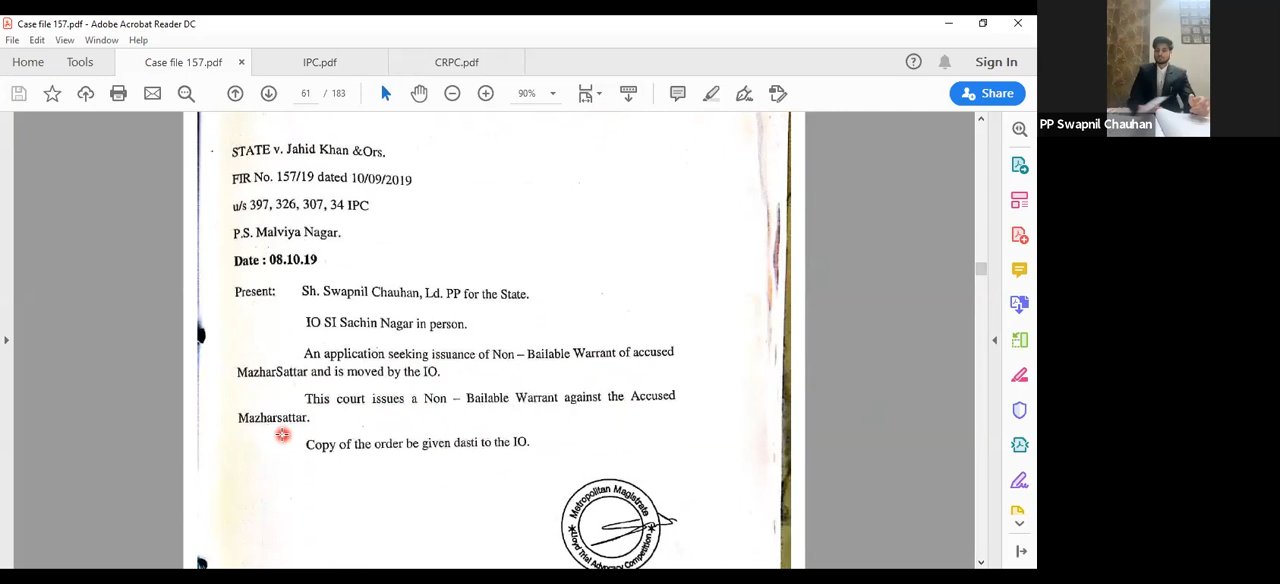 Case file 157.pdf - Adobe Acrobat Reader DC
File Edit View Window Help
Home Tools Case file 157.pdf × IPC.pdf CRPC.pdf Sign In
61 / 183 90% Share
PP Swapnil Chauhan
STATE v. Jahid Khan &Ors.
FIR No. 157/19 dated 10/09/2019
u/s 397, 326, 307, 34 IPC
P.S. Malviya Nagar.
Date : 08.10.19
Present: Sh. Swapnil Chauhan, Ld. PP for the State.
IO SI Sachin Nagar in person.
An application seeking issuance of Non – Bailable Warrant of accused
MazharSattar and is moved by the IO.
This court issues a Non – Bailable Warrant against the Accused
Mazharsattar.
Copy of the order be given dasti to the IO.
Metropolitan Magistrate
Lloyd Trial Advocacy Competition